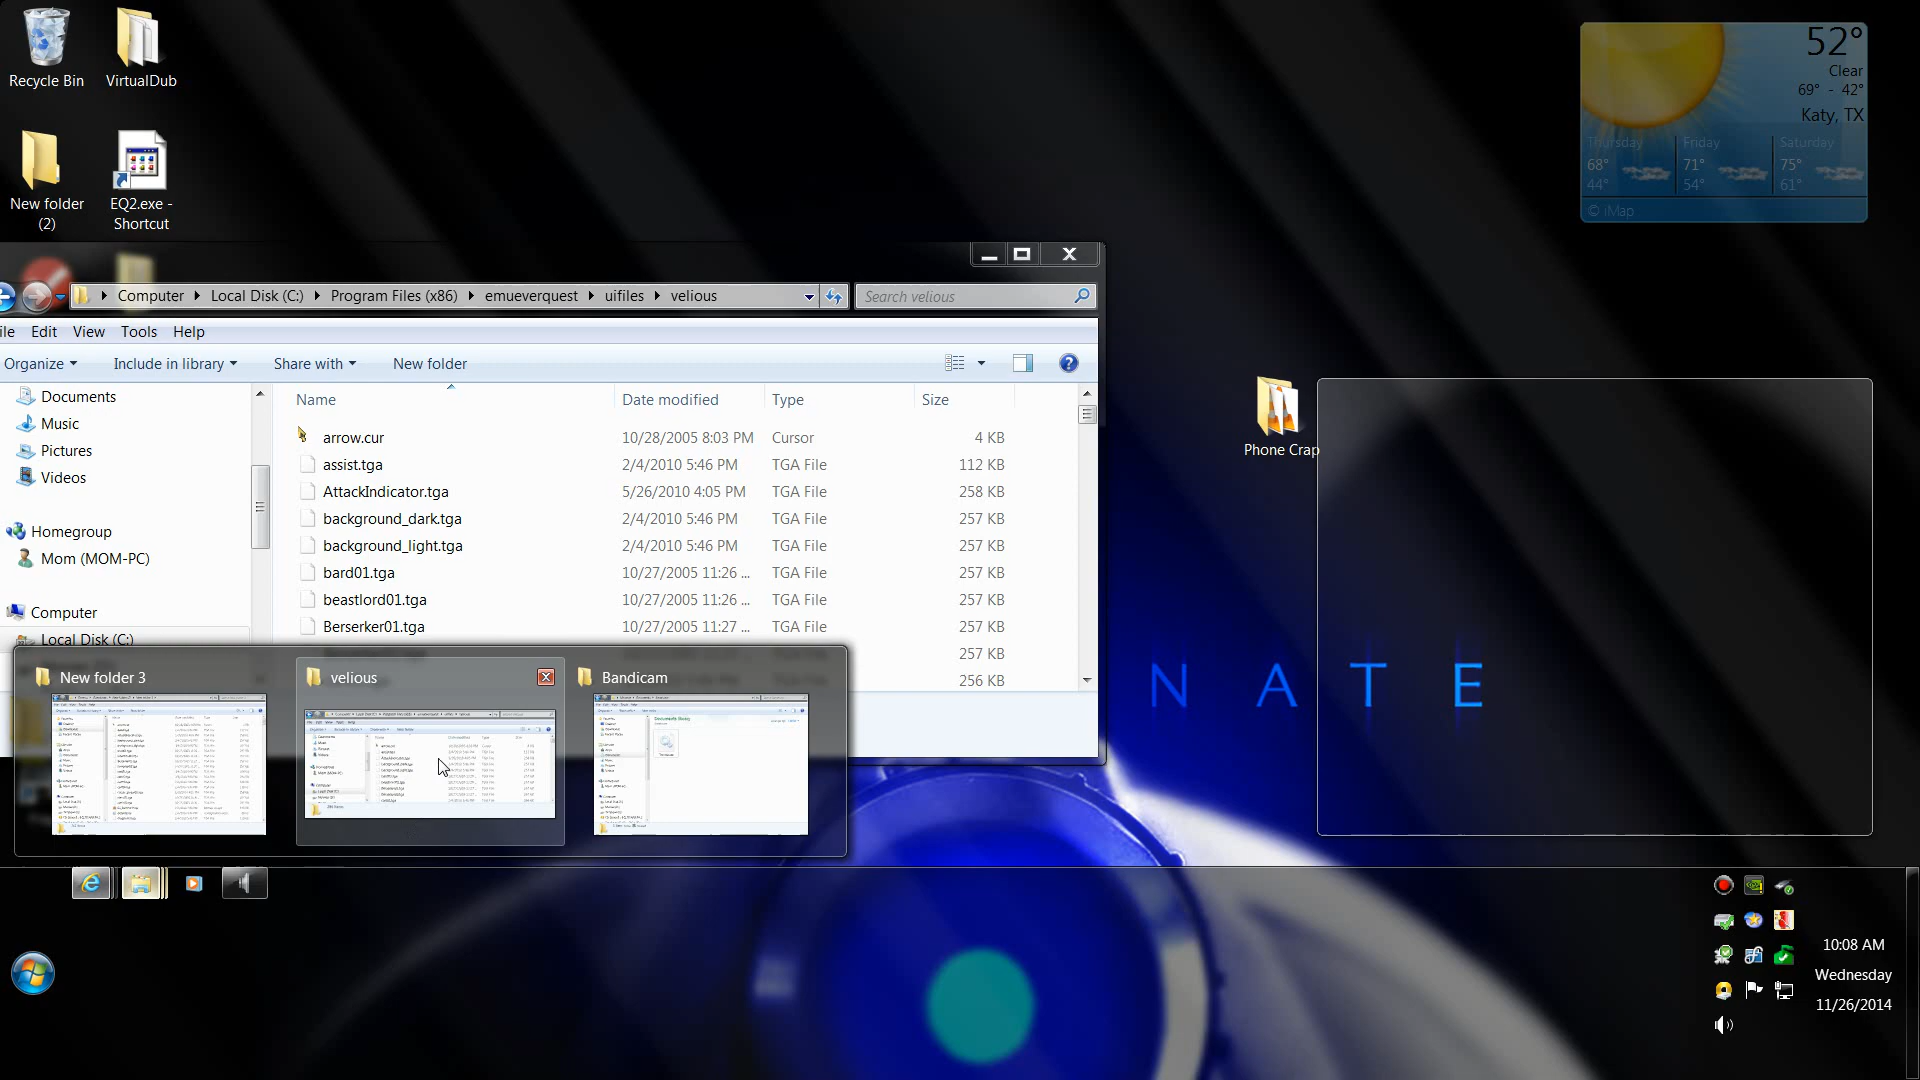 Recycle Bin
VirtualDub
New folder
(2)
EQ2.exe -
Shortcut
52°
Clear
69° - 42°
Katy, TX
Thursday
Friday
Saturday
68°
71°
75°
44°
54°
61°
© iMap
Computer
Local Disk (C:)
Program Files (x86)
emueverquest
uifiles
velious
Search velious
ile
Edit
View
Tools
Help
Organize
Include in library
Share with
New folder
Documents
Music
Pictures
Videos
Homegroup
Mom (MOM-PC)
Computer
Local Disk (C:)
Name
Date modified
Type
Size
arrow.cur 10/28/2005 8:03 PM Cursor 4 KB
assist.tga 2/4/2010 5:46 PM TGA File 112 KB
AttackIndicator.tga 5/26/2010 4:05 PM TGA File 258 KB
background_dark.tga 2/4/2010 5:46 PM TGA File 257 KB
background_light.tga 2/4/2010 5:46 PM TGA File 257 KB
bard01.tga 10/27/2005 11:26 ... TGA File 257 KB
beastlord01.tga 10/27/2005 11:26 ... TGA File 257 KB
Berserker01.tga 10/27/2005 11:27 ... TGA File 257 KB
257 KB
256 KB
Phone Crap
N A T E
New folder 3
velious
Bandicam
10:08 AM
Wednesday
11/26/2014